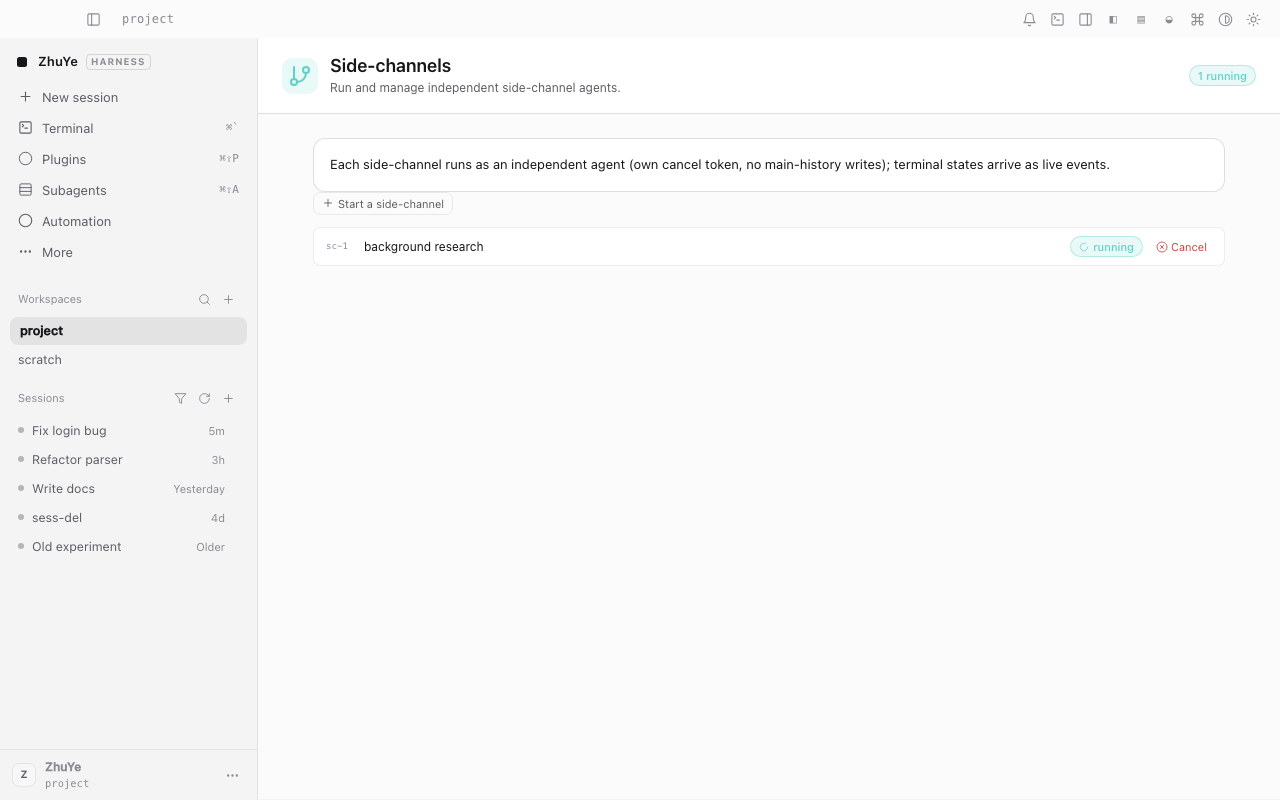 project
ZhuYe HARNESS
New session
Terminal ⌘`
Plugins ⌘⇧P
Subagents ⌘⇧A
Automation
More
Workspaces
project
scratch
Sessions
Fix login bug 5m
Refactor parser 3h
Write docs Yesterday
sess-del 4d
Old experiment Older
Z ZhuYe
project
Side-channels
Run and manage independent side-channel agents.
1 running
Each side-channel runs as an independent agent (own cancel token, no main-history writes); terminal states arrive as live events.
Start a side-channel
sc-1 background research running Cancel